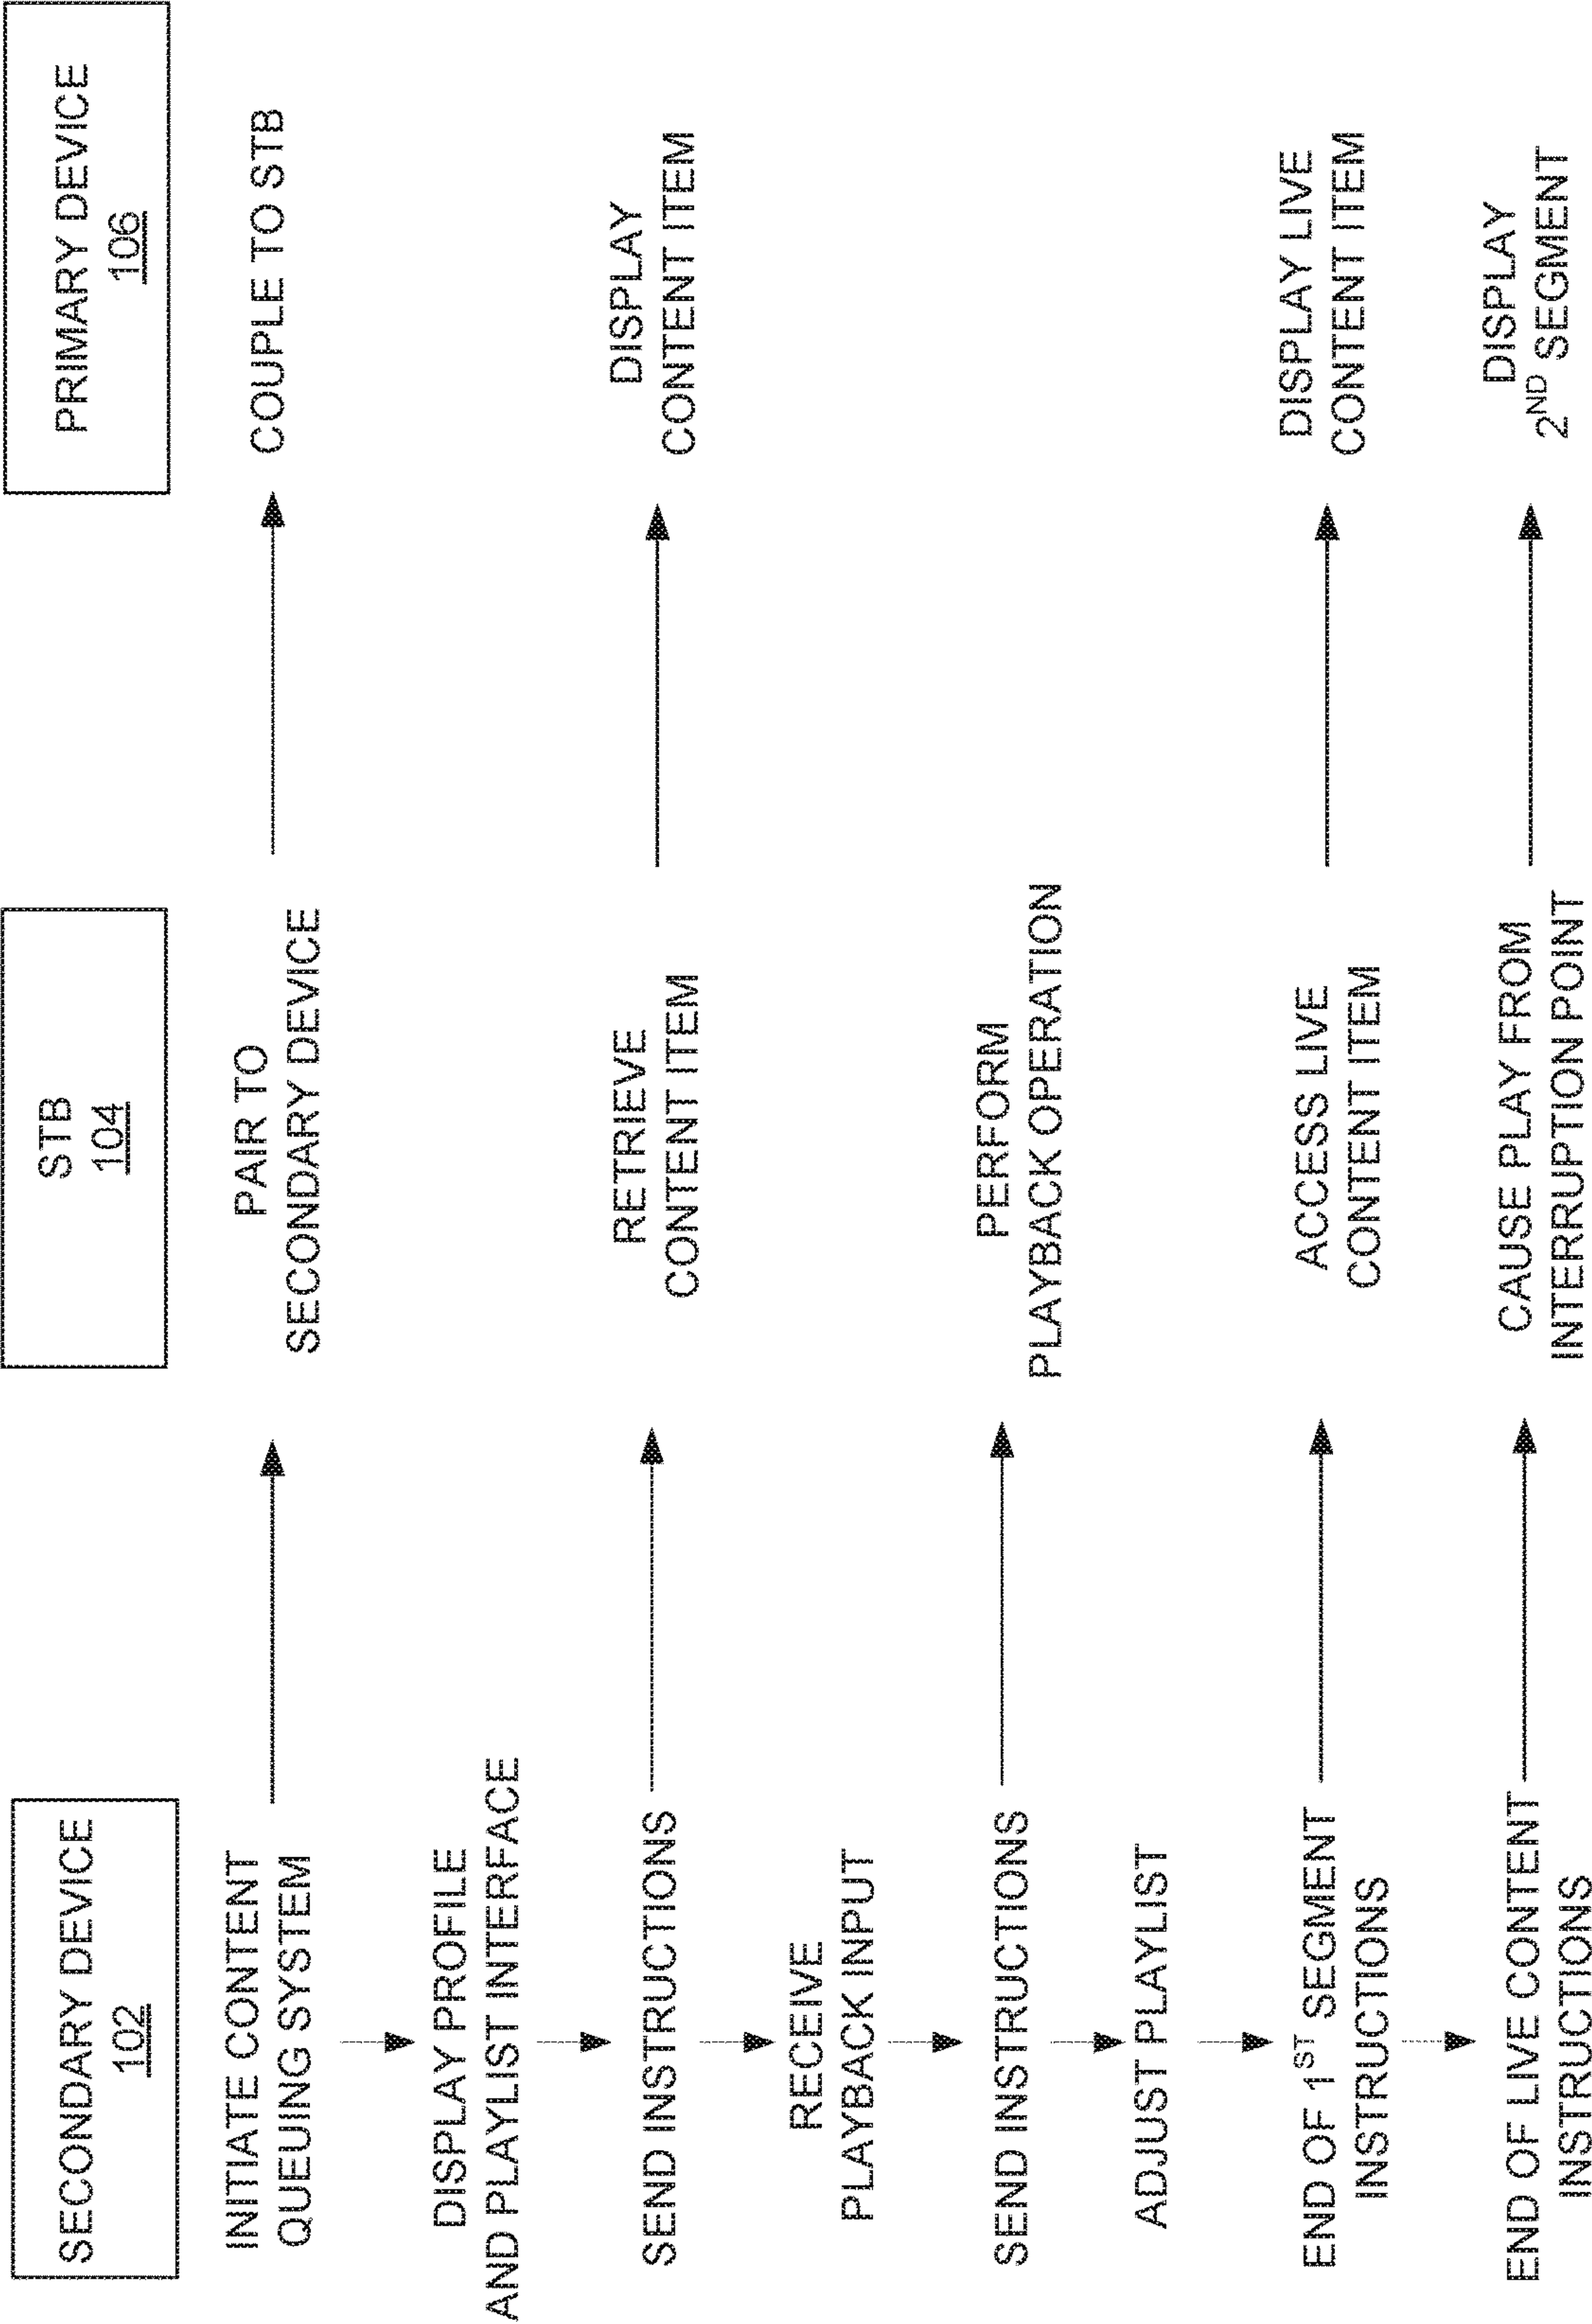 SECONDARY DEVICE
102
STB
104
PRIMARY DEVICE
106
INITIATE CONTENT
QUEUING SYSTEM
PAIR TO
SECONDARY DEVICE
COUPLE TO STB
DISPLAY PROFILE
AND PLAYLIST INTERFACE
SEND INSTRUCTIONS
RETRIEVE
CONTENT ITEM
DISPLAY
CONTENT ITEM
RECEIVE
PLAYBACK INPUT
SEND INSTRUCTIONS
PERFORM
PLAYBACK OPERATION
ADJUST PLAYLIST
END OF 1ST SEGMENT
INSTRUCTIONS
ACCESS LIVE
CONTENT ITEM
DISPLAY LIVE
CONTENT ITEM
END OF LIVE CONTENT
INSTRUCTIONS
CAUSE PLAY FROM
INTERRUPTION POINT
DISPLAY
2ND SEGMENT